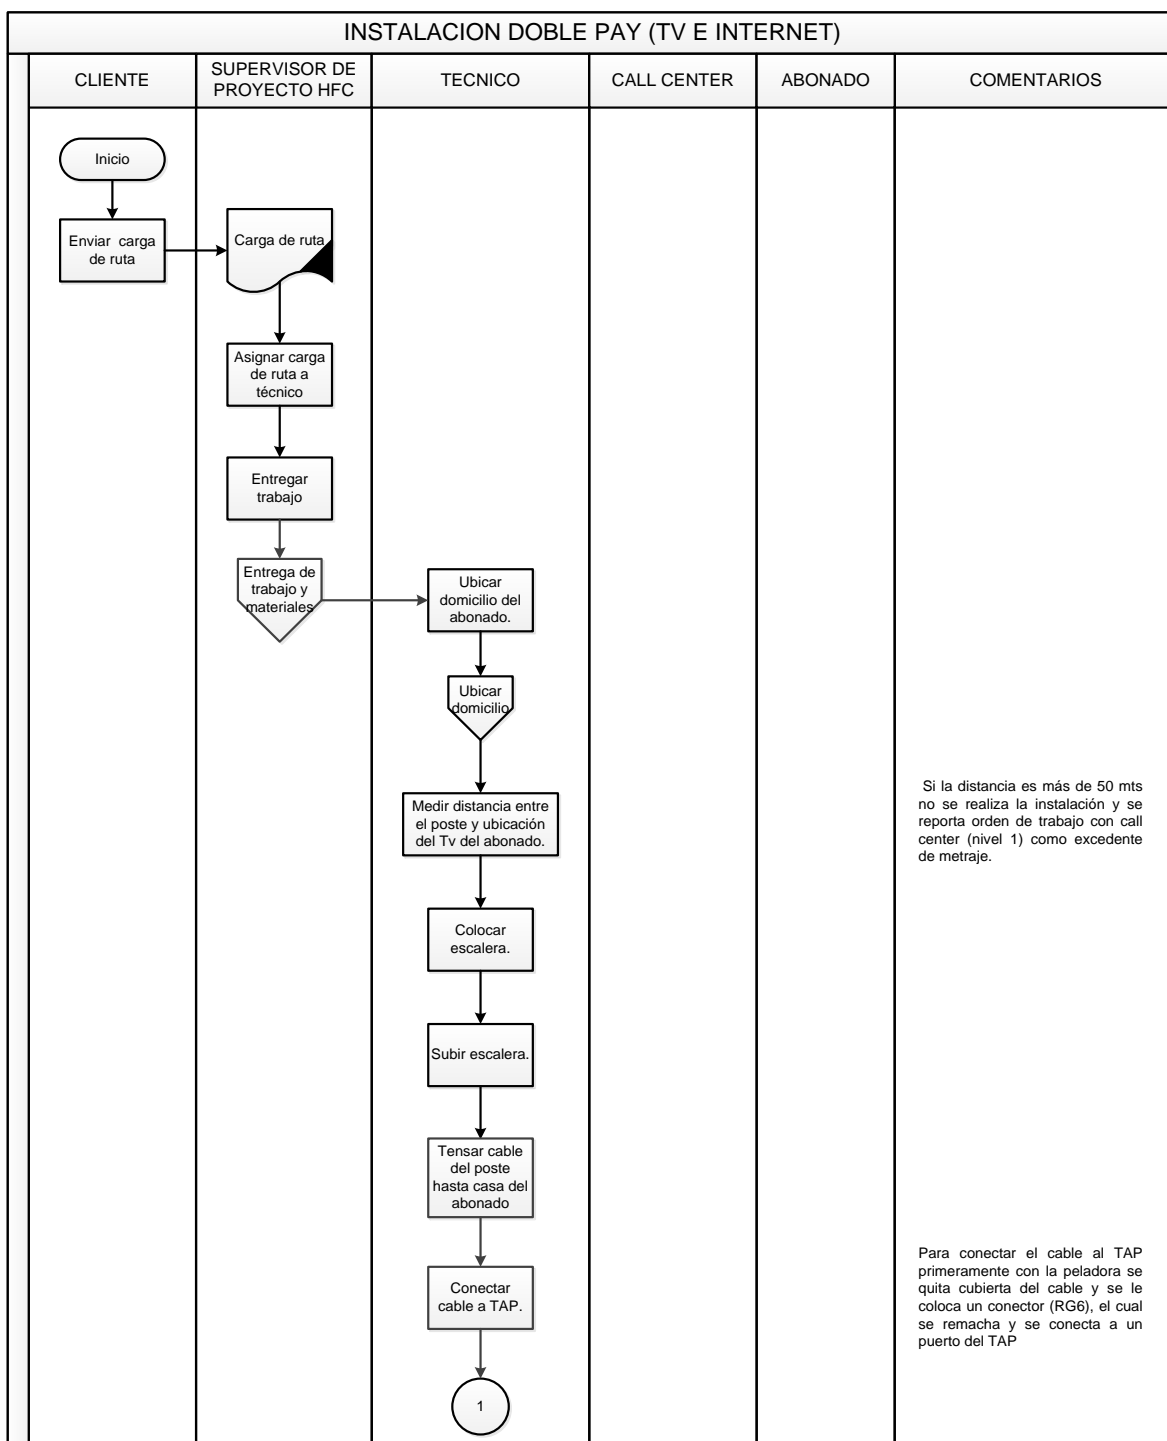 INSTALACION DOBLE PAY (TV E INTERNET)
CLIENTE
SUPERVISOR DE
PROYECTO HFC
TECNICO
CALL CENTER
ABONADO
COMENTARIOS
Inicio
Enviar carga
de ruta
Carga de ruta
Asignar carga
de ruta a
técnico
Entregar
trabajo
Entrega de
trabajo y
materiales
Ubicar
domicilio del
abonado.
Ubicar
domicilio
Medir distancia entre
el poste y ubicación
del Tv del abonado.
Si la distancia es más de 50 mts
no se realiza la instalación y se
reporta orden de trabajo con call
center (nivel 1) como excedente
de metraje.
Colocar
escalera.
Subir escalera.
Tensar cable
del poste
hasta casa del
abonado
Conectar
cable a TAP.
Para conectar el cable al TAP
primeramente con la peladora se
quita cubierta del cable y se le
coloca un conector (RG6), el cual
se remacha y se conecta a un
puerto del TAP
1